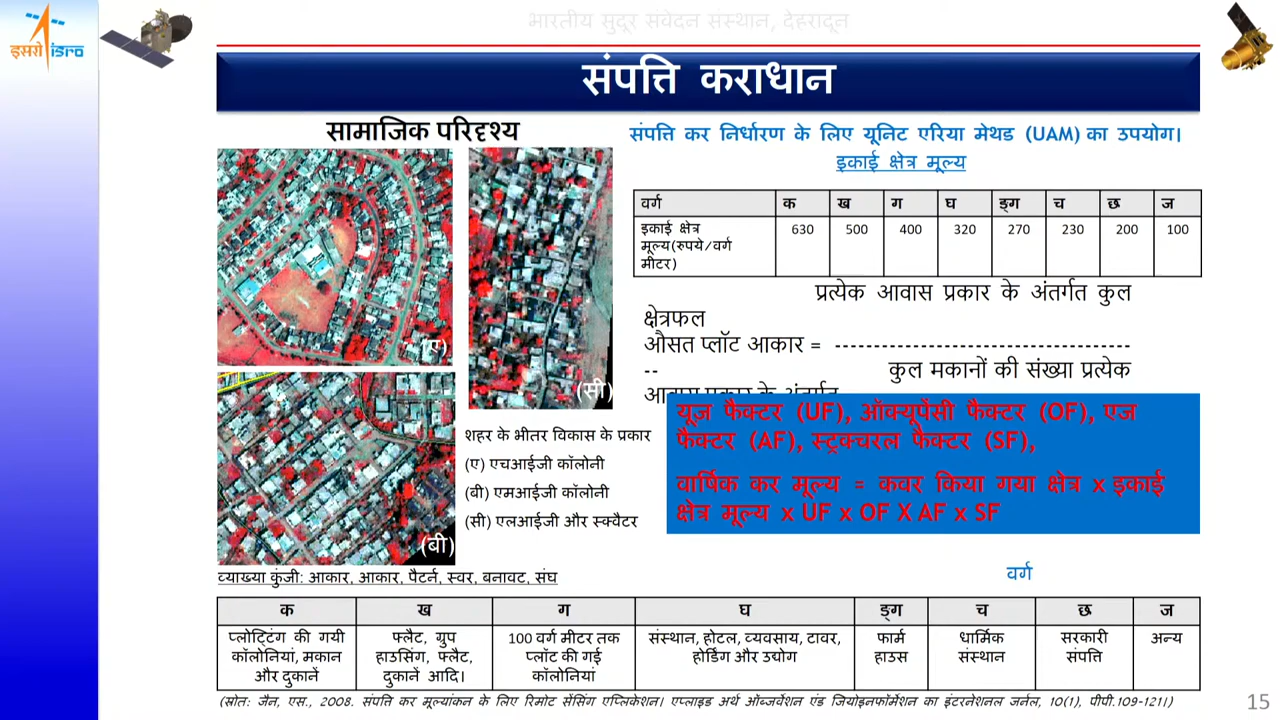 भारतीय सुदूर संवेदन संस्थान, देहरादून
इसरो isro
संपत्ति कराधान
सामाजिक परिदृश्य
(ए)
(सी)
(बी)
शहर के भीतर विकास के प्रकार
(ए) एचआईजी कॉलोनी
(बी) एमआईजी कॉलोनी
(सी) एलआईजी और स्क्वैटर
व्याख्या कुंजी: आकार, आकार, पैटर्न, स्वर, बनावट, संघ
संपत्ति कर निर्धारण के लिए यूनिट एरिया मेथड (UAM) का उपयोग।
इकाई क्षेत्र मूल्य
वर्ग क ख ग घ ङ्ग च छ ज
इकाई क्षेत्र 630 500 400 320 270 230 200 100
मूल्य(रुपये/वर्ग
मीटर)
प्रत्येक आवास प्रकार के अंतर्गत कुल
क्षेत्रफल
औसत प्लॉट आकार = -----------------------------------
-- कुल मकानों की संख्या प्रत्येक
आवास प्रकार के अंतर्गत
यूज़ फैक्टर (UF), ऑक्यूपेंसी फैक्टर (OF), एज
फैक्टर (AF), स्ट्रक्चरल फैक्टर (SF),
वार्षिक कर मूल्य = कवर किया गया क्षेत्र x इकाई
क्षेत्र मूल्य x UF x OF X AF x SF
वर्ग
क ख ग घ ङ्ग च छ ज
प्लोट्टिंग की गयी फ्लैट, ग्रुप 100 वर्ग मीटर तक संस्थान, होटल, व्यवसाय, टावर, फार्म धार्मिक सरकारी अन्य
कॉलोनियां, मकान हाउसिंग, फ्लैट, प्लॉट की गई होर्डिंग और उद्योग हाउस संस्थान संपत्ति
और दुकानें दुकानें आदि। कॉलोनियां
(स्रोत: जैन, एस., 2008. संपत्ति कर मूल्यांकन के लिए रिमोट सेंसिंग एप्लिकेशन। एप्लाइड अर्थ ऑब्जर्वेशन एंड जियोइनफॉर्मेशन का इंटरनेशनल जर्नल, 10(1), पीपी.109-121।)
15